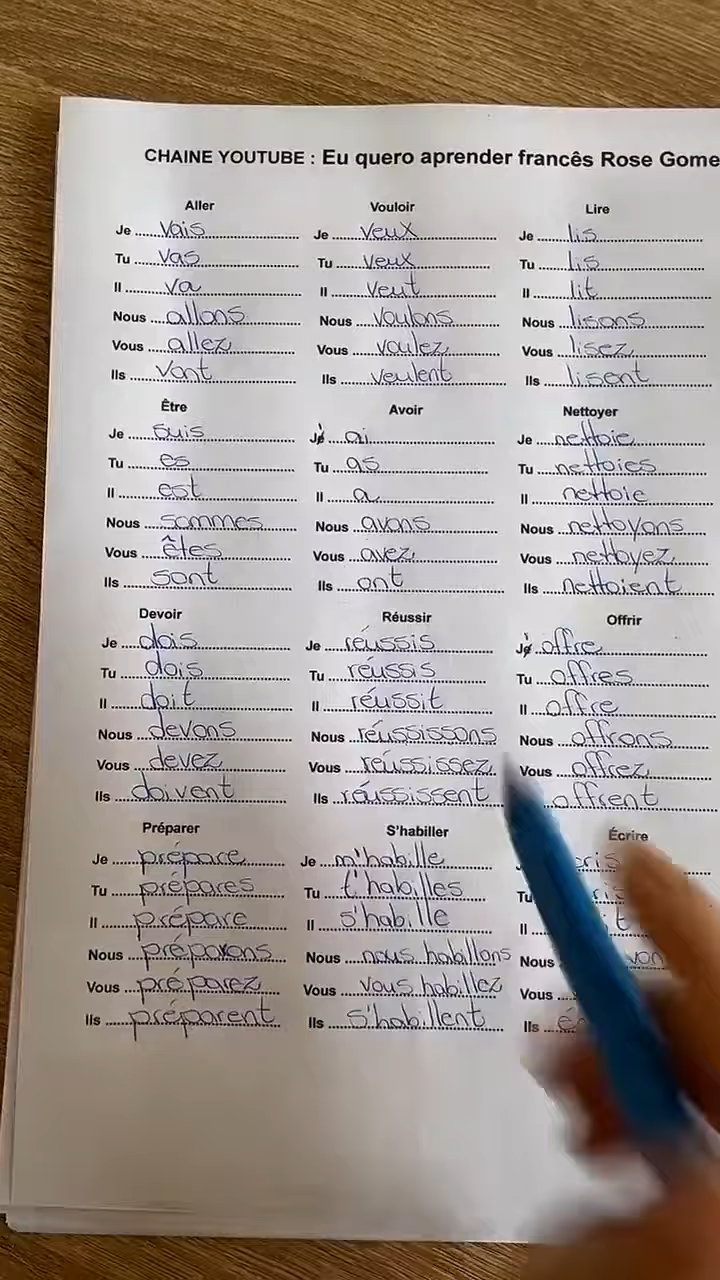 CHAINE YOUTUBE : Eu quero aprender francês Rose Gome
Aller Vouloir Lire
Je vais Je veux Je lis
Tu vas Tu veux Tu lis
Il va Il veut Il lit
Nous allons Nous voulons Nous lisons
Vous allez Vous voulez Vous lisez
Ils vont Ils veulent Ils lisent
Être Avoir Nettoyer
Je suis J' ai Je nettoie
Tu es Tu as Tu nettoies
Il est Il a Il nettoie
Nous sommes Nous avons Nous nettoyons
Vous êtes Vous avez Vous nettoyez
Ils sont Ils ont Ils nettoient
Devoir Réussir Offrir
Je dois Je réussis J' offre
Tu dois Tu réussis Tu offres
Il doit Il réussit Il offre
Nous devons Nous réussissons Nous offrons
Vous devez Vous réussissez Vous offrez
Ils doivent Ils réussissent offrent
Préparer S'habiller Écrire
Je prépare Je m'habille
Tu prépares Tu t'habilles Tu
Il prépare Il s'habille Il
Nous préparons Nous nous habillons Nous
Vous préparez Vous vous habillez Vous
Ils préparent Ils s'habillent Ils